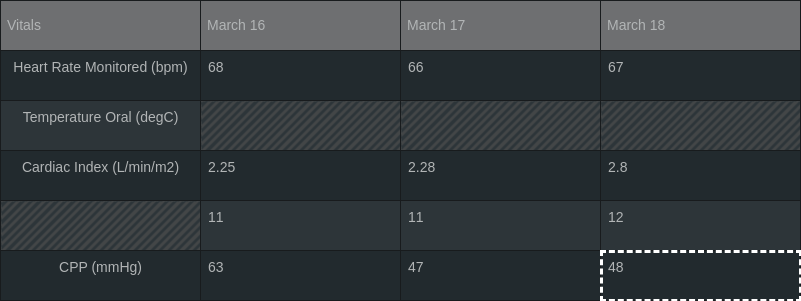 Vitals March 16 March 17 March 18
Heart Rate Monitored (bpm) 68 66 67
Temperature Oral (degC)
Cardiac Index (L/min/m2) 2.25 2.28 2.8
11 11 12
CPP (mmHg) 63 47 48